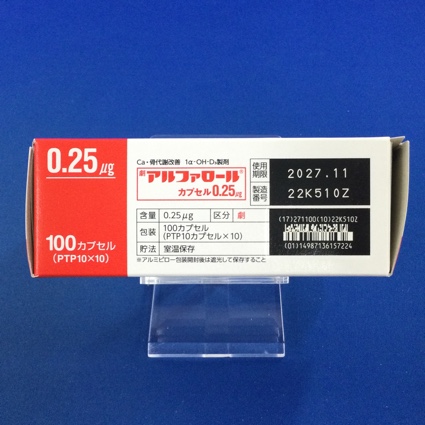 0.25μg
100カプセル
(PTP10×10)
Ca・骨代謝改善 1α-OH-D₃製剤
劇 アルファロール®
カプセル0.25μg
含量 0.25μg 区分 劇
包装 100カプセル
(PTP10カプセル×10)
貯法 室温保存
※アルミピロー包装開封後は遮光して保存すること
使用期限 2027.11
製造番号 22K510Z
(17)271100(10)22K510Z
(01)14987136157224